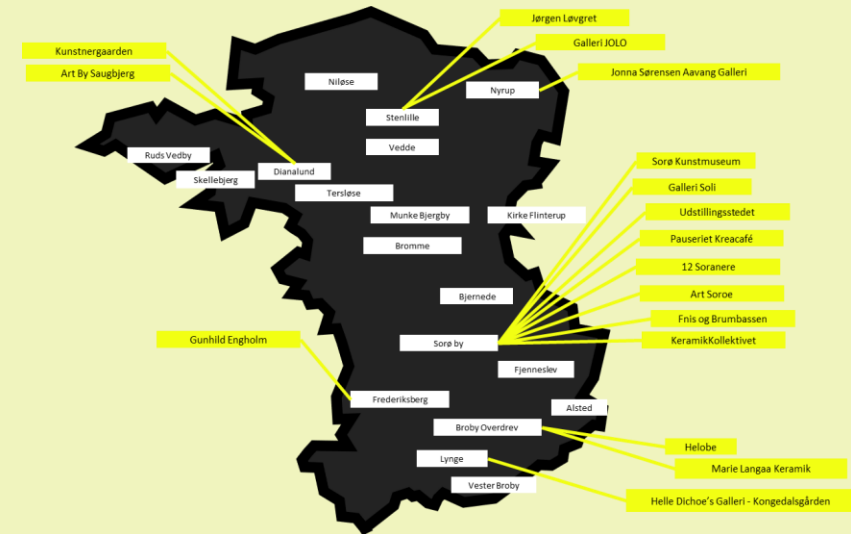 Jørgen Løvgret
Galleri JOLO
Kunstnergaarden
Art By Saugbjerg
Jonna Sørensen Aavang Galleri
Niløse
Nyrup
Stenlille
Vedde
Ruds Vedby
Skellebjerg
Dianalund
Tersløse
Munke Bjergby
Kirke Flinterup
Bromme
Sorø Kunstmuseum
Galleri Soli
Udstillingsstedet
Pauseriet Kreacafé
12 Soranere
Art Soroe
Fnis og Brumbassen
KeramikKollektivet
Bjernede
Sorø by
Gunhild Engholm
Fjenneslev
Frederiksberg
Alsted
Broby Overdrev
Helobe
Lynge
Marie Langaa Keramik
Vester Broby
Helle Dichoe's Galleri - Kongedalsgården